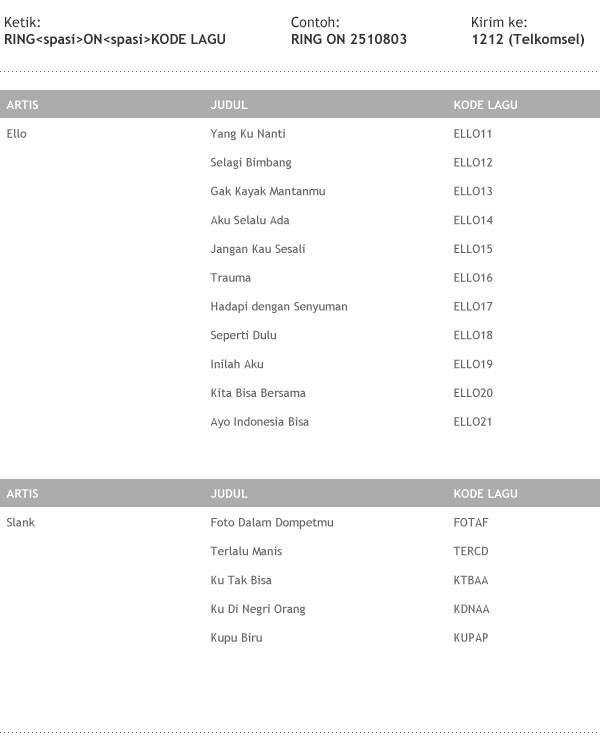 Ketik: Contoh: Kirim ke:
RING<spasi>ON<spasi>KODE LAGU RING ON 2510803 1212 (Telkomsel)
ARTIS JUDUL KODE LAGU
Ello Yang Ku Nanti ELLO11
Selagi Bimbang ELLO12
Gak Kayak Mantanmu ELLO13
Aku Selalu Ada ELLO14
Jangan Kau Sesali ELLO15
Trauma ELLO16
Hadapi dengan Senyuman ELLO17
Seperti Dulu ELLO18
Inilah Aku ELLO19
Kita Bisa Bersama ELLO20
Ayo Indonesia Bisa ELLO21
ARTIS JUDUL KODE LAGU
Slank Foto Dalam Dompetmu FOTAF
Terlalu Manis TERCD
Ku Tak Bisa KTBAA
Ku Di Negri Orang KDNAA
Kupu Biru KUPAP